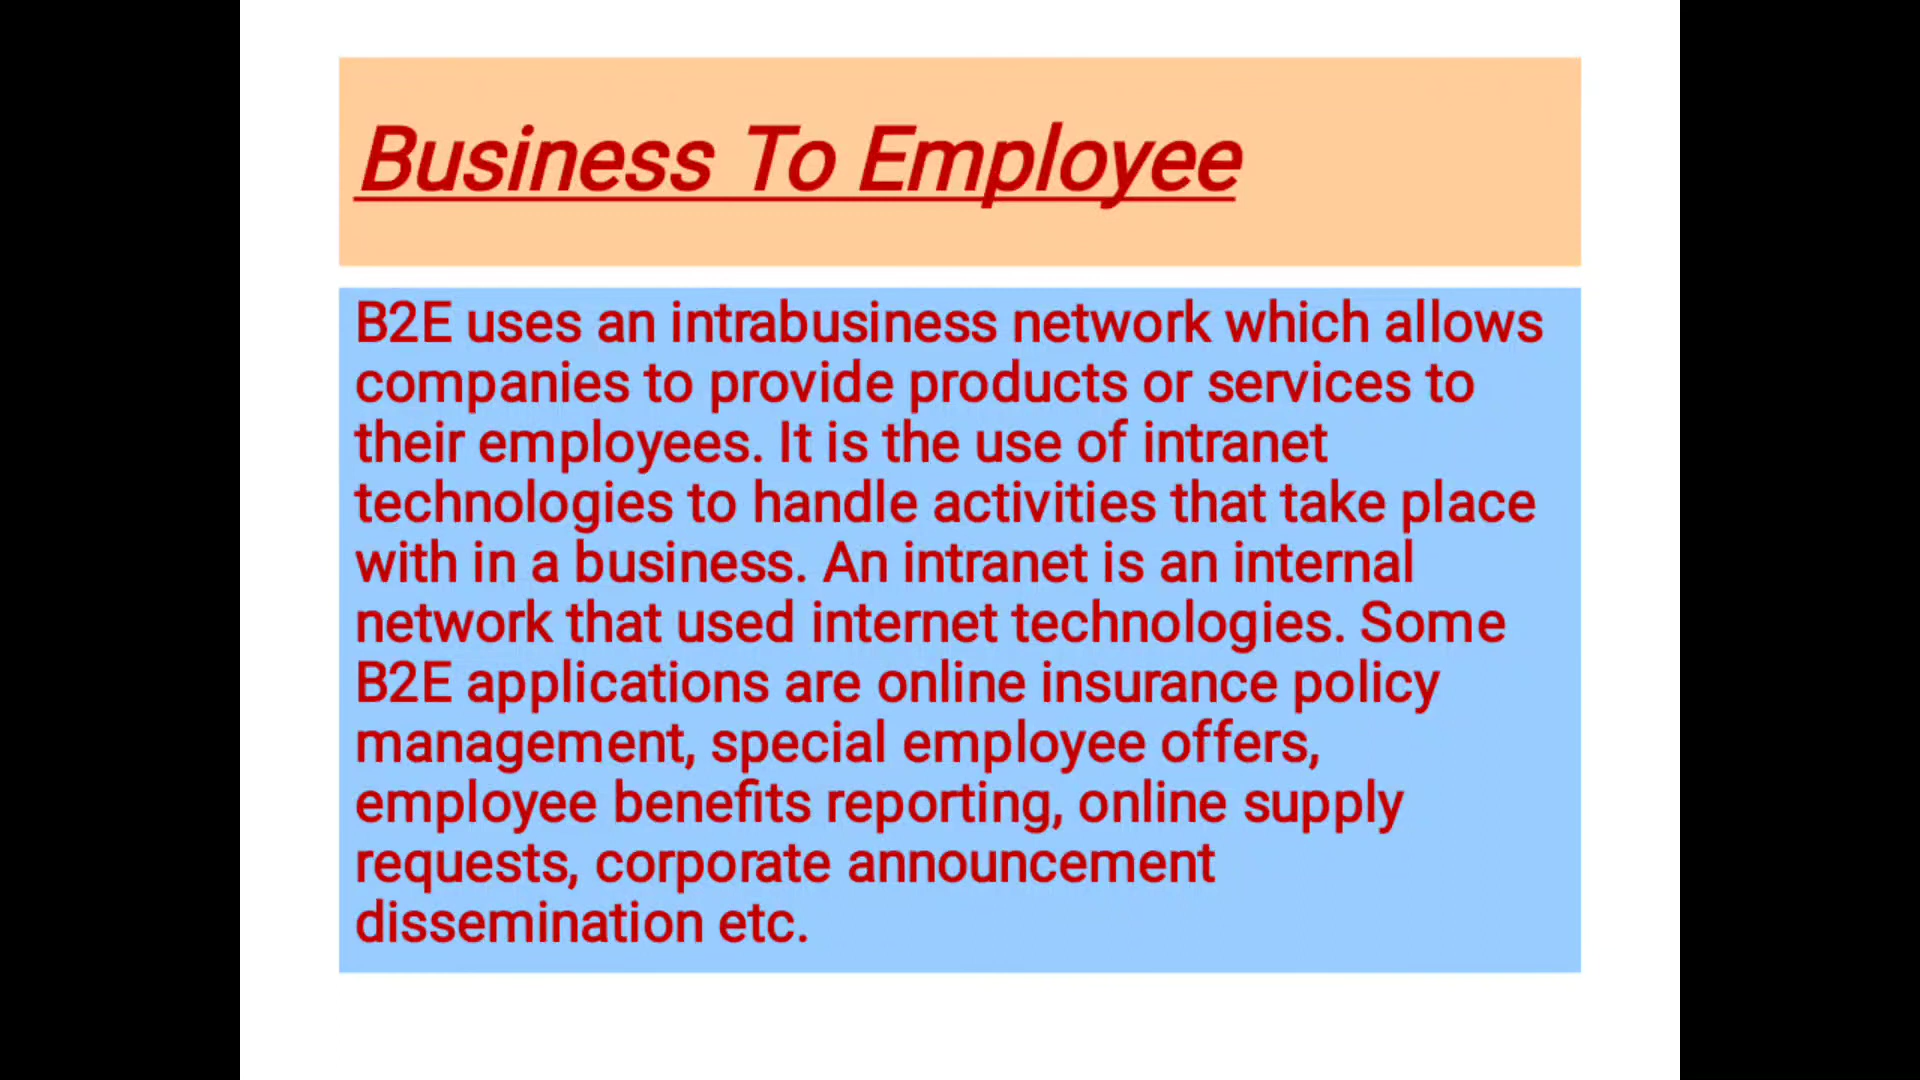 Business To Employee
B2E uses an intrabusiness network which allows
companies to provide products or services to
their employees. It is the use of intranet
technologies to handle activities that take place
with in a business. An intranet is an internal
network that used internet technologies. Some
B2E applications are online insurance policy
management, special employee offers,
employee benefits reporting, online supply
requests, corporate announcement
dissemination etc.